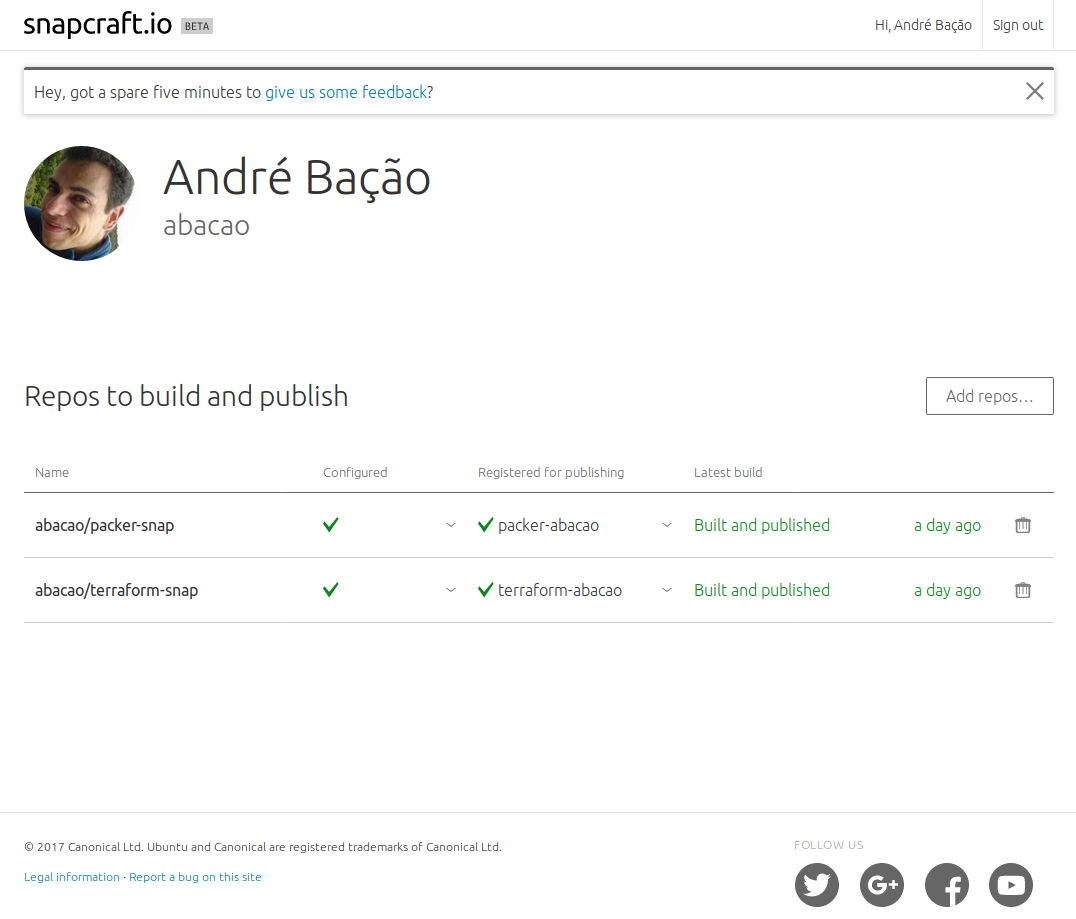 snapcraft.io BETA
Hi, André Bação
Sign out
Hey, got a spare five minutes to give us some feedback?
André Bação
abacao
Repos to build and publish
Add repos…
Name Configured Registered for publishing Latest build
abacao/packer-snap packer-abacao Built and published a day ago
abacao/terraform-snap terraform-abacao Built and published a day ago
© 2017 Canonical Ltd. Ubuntu and Canonical are registered trademarks of Canonical Ltd.
Legal information · Report a bug on this site
FOLLOW US
G+